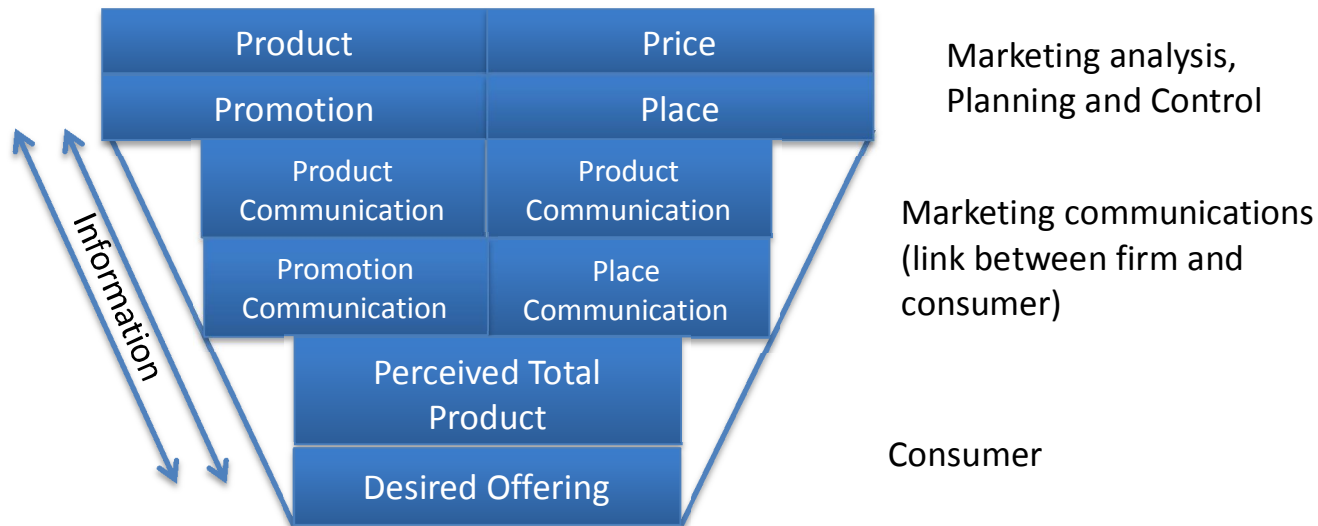 Product
Price
Marketing analysis,
Planning and Control
Promotion
Place
Product
Communication
Product
Communication
Marketing communications
(link between firm and
consumer)
Information
Promotion
Communication
Place
Communication
Perceived Total
Product
Consumer
Desired Offering